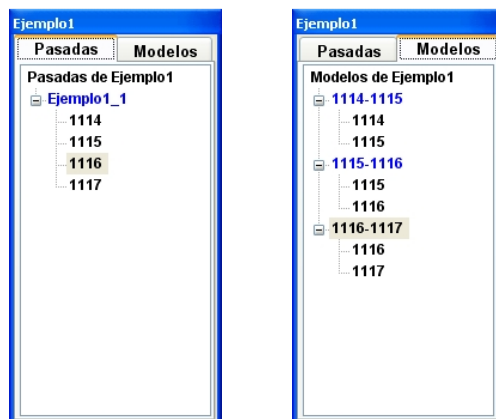 Ejemplo1
Pasadas Modelos
Pasadas de Ejemplo1
Ejemplo1_1
1114
1115
1116
1117
Ejemplo1
Pasadas Modelos
Modelos de Ejemplo1
1114-1115
1114
1115
1115-1116
1115
1116
1116-1117
1116
1117